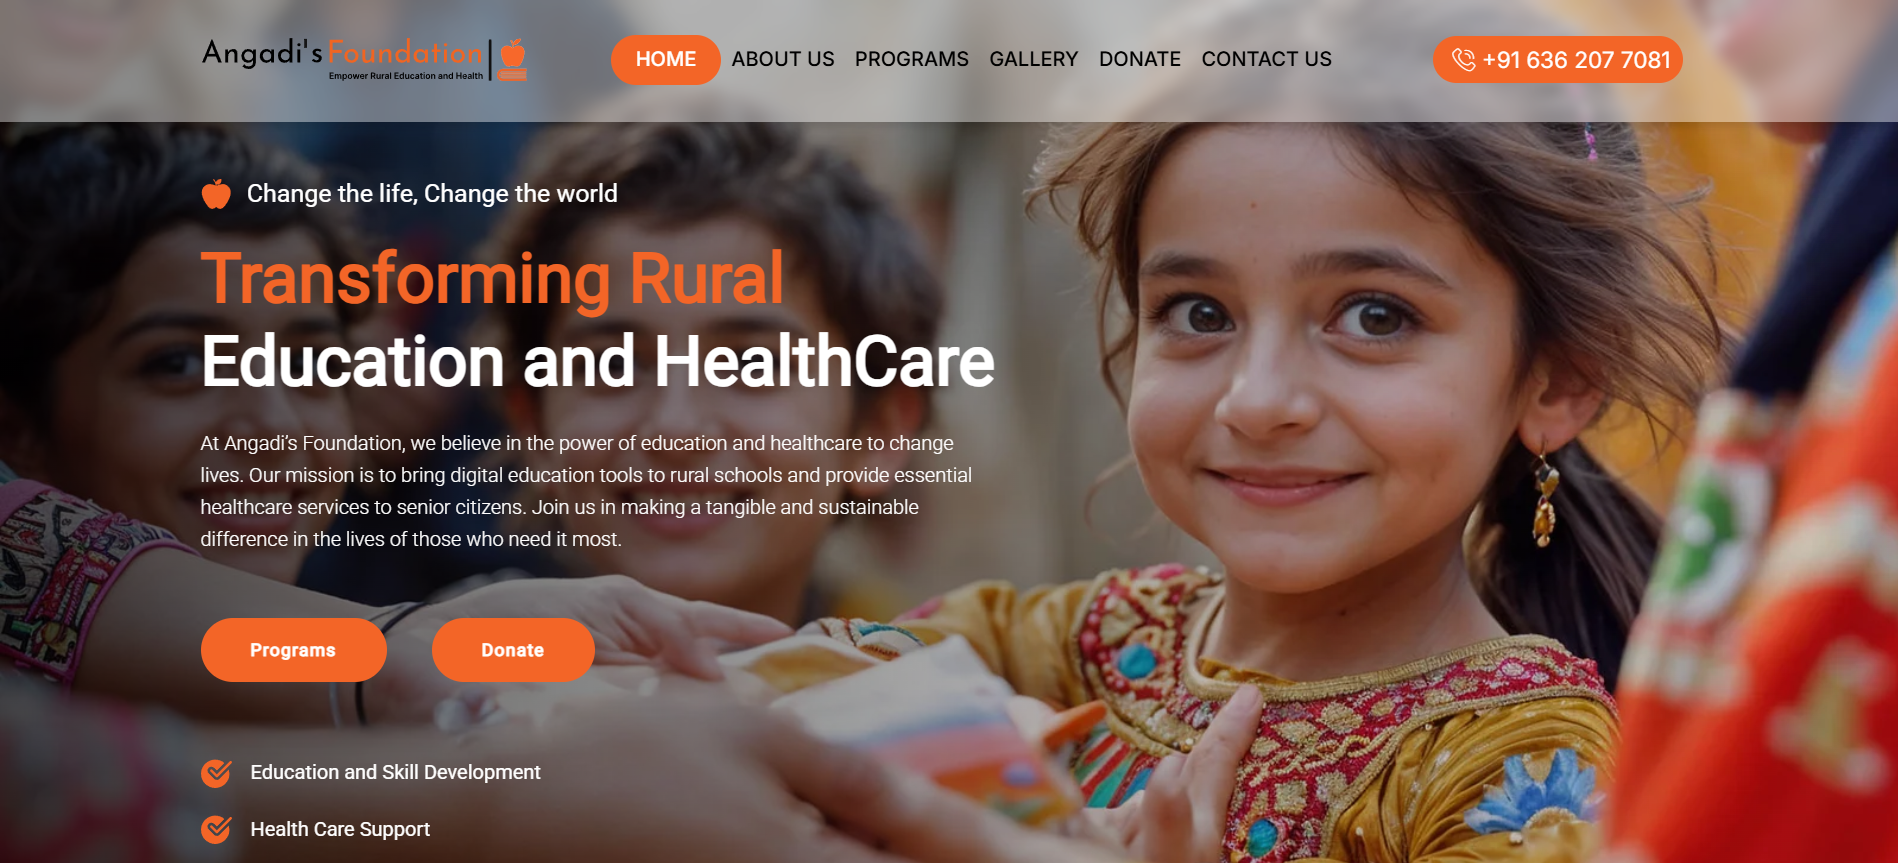 Angadi's Foundation
Empower Rural Education and Health
HOME ABOUT US PROGRAMS GALLERY DONATE CONTACT US
+91 636 207 7081
Change the life, Change the world
Transforming Rural
Education and HealthCare
At Angadi’s Foundation, we believe in the power of education and healthcare to change
lives. Our mission is to bring digital education tools to rural schools and provide essential
healthcare services to senior citizens. Join us in making a tangible and sustainable
difference in the lives of those who need it most.
Programs Donate
Education and Skill Development
Health Care Support